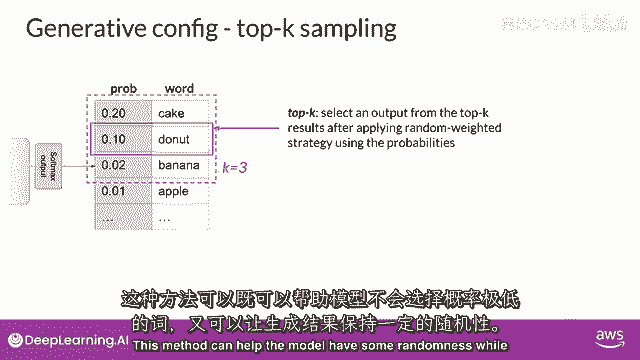 Generative config - top-k sampling
prob word
0.20 cake
0.10 donut
0.02 banana
0.01 apple
... ...
Softmax output
k=3
top-k: select an output from the top-k
results after applying random-weighted
strategy using the probabilities
这种方法可以既可以帮助模型不会选择概率极低
的词，又可以让生成结果保持一定的随机性。
This method can help the model have some randomness while
DeepLearning.AI
aws